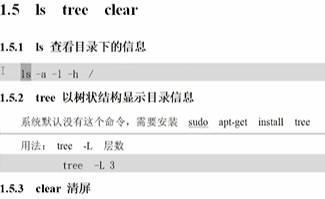 1.5 ls tree clear
1.5.1 ls 查看目录下的信息
ls -a -l -h /
1.5.2 tree 以树状结构显示目录信息
系统默认没有这个命令，需要安装 sudo apt-get install tree
用法： tree -L 层数
tree -L 3
1.5.3 clear 清屏